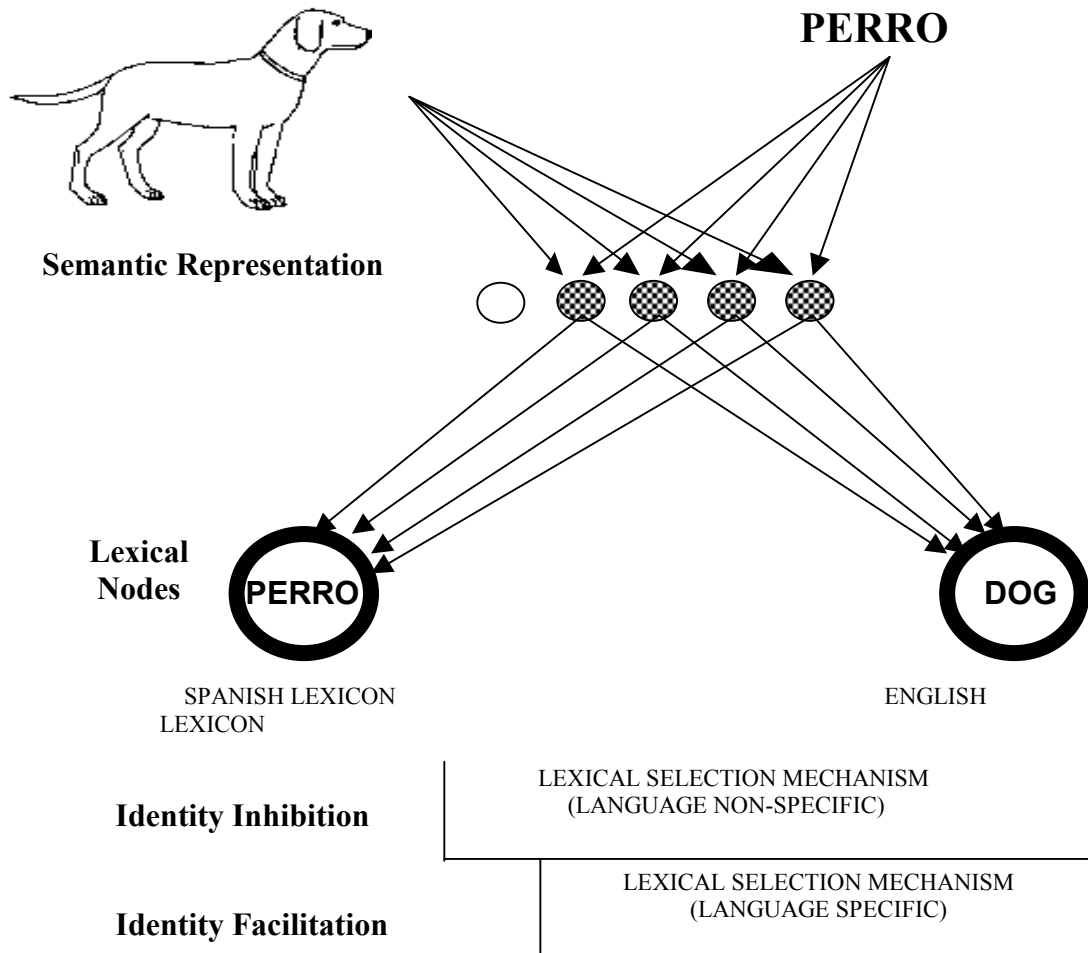 PERRO
Semantic Representation
Lexical
Nodes
PERRO
DOG
SPANISH LEXICON ENGLISH
LEXICON
LEXICAL SELECTION MECHANISM
(LANGUAGE NON-SPECIFIC)
Identity Inhibition
LEXICAL SELECTION MECHANISM
(LANGUAGE SPECIFIC)
Identity Facilitation